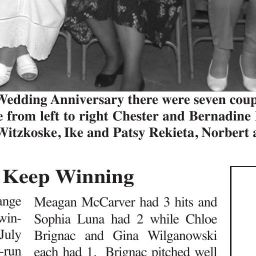 Wedding Anniversary there were seven coup
e from left to right Chester and Bernadine
Witzkoske, Ike and Patsy Rekieta, Norbert a
Keep Winning
ange
win-
July
-run
Meagan McCarver had 3 hits and
Sophia Luna had 2 while Chloe
Brignac and Gina Wilganowski
each had 1. Brignac pitched well